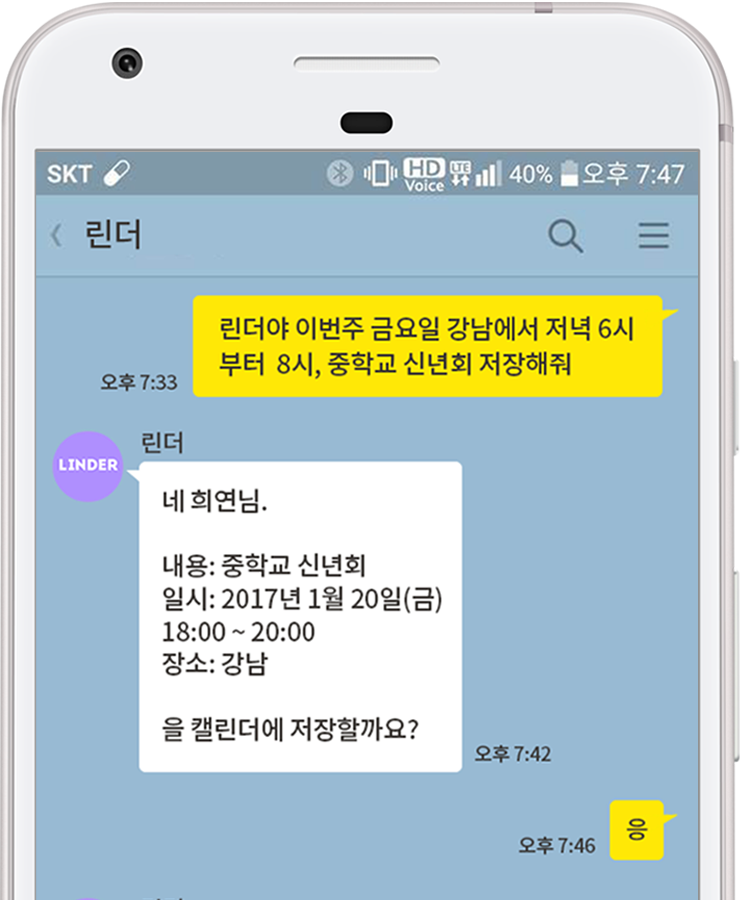 SKT HD Voice LTE 40% 오후 7:47
린더
린더야 이번주 금요일 강남에서 저녁 6시
부터 8시, 중학교 신년회 저장해줘
오후 7:33
린더
LINDER
네 희연님.
내용: 중학교 신년회
일시: 2017년 1월 20일(금)
18:00 ~ 20:00
장소: 강남
을 캘린더에 저장할까요?
오후 7:42
응
오후 7:46